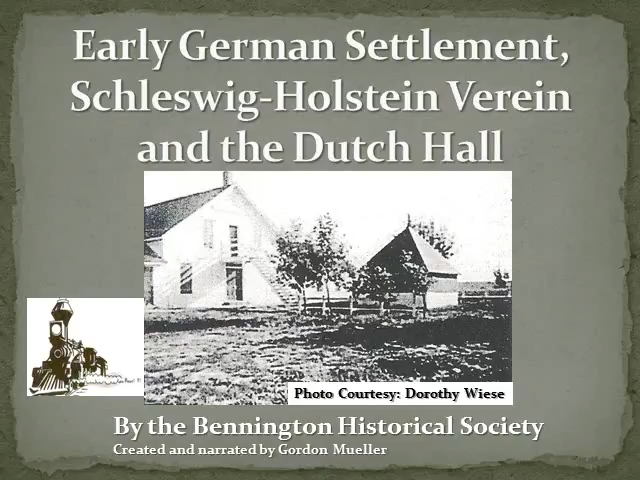 Early German Settlement,
Schleswig-Holstein Verein
and the Dutch Hall
Photo Courtesy: Dorothy Wiese
By the Bennington Historical Society
Created and narrated by Gordon Mueller